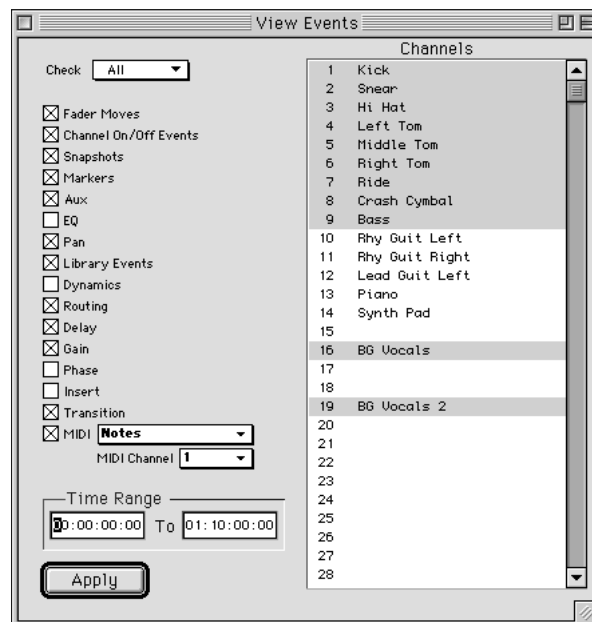 View Events
Check All
Fader Moves
Channel On/Off Events
Snapshots
Markers
Aux
EQ
Pan
Library Events
Dynamics
Routing
Delay
Gain
Phase
Insert
Transition
MIDI Notes
MIDI Channel 1
Time Range
00:00:00:00 To 01:10:00:00
Apply
Channels
1 Kick
2 Snear
3 Hi Hat
4 Left Tom
5 Middle Tom
6 Right Tom
7 Ride
8 Crash Cymbal
9 Bass
10 Rhy Guit Left
11 Rhy Guit Right
12 Lead Guit Left
13 Piano
14 Synth Pad
15
16 BG Vocals
17
18
19 BG Vocals 2
20
21
22
23
24
25
26
27
28